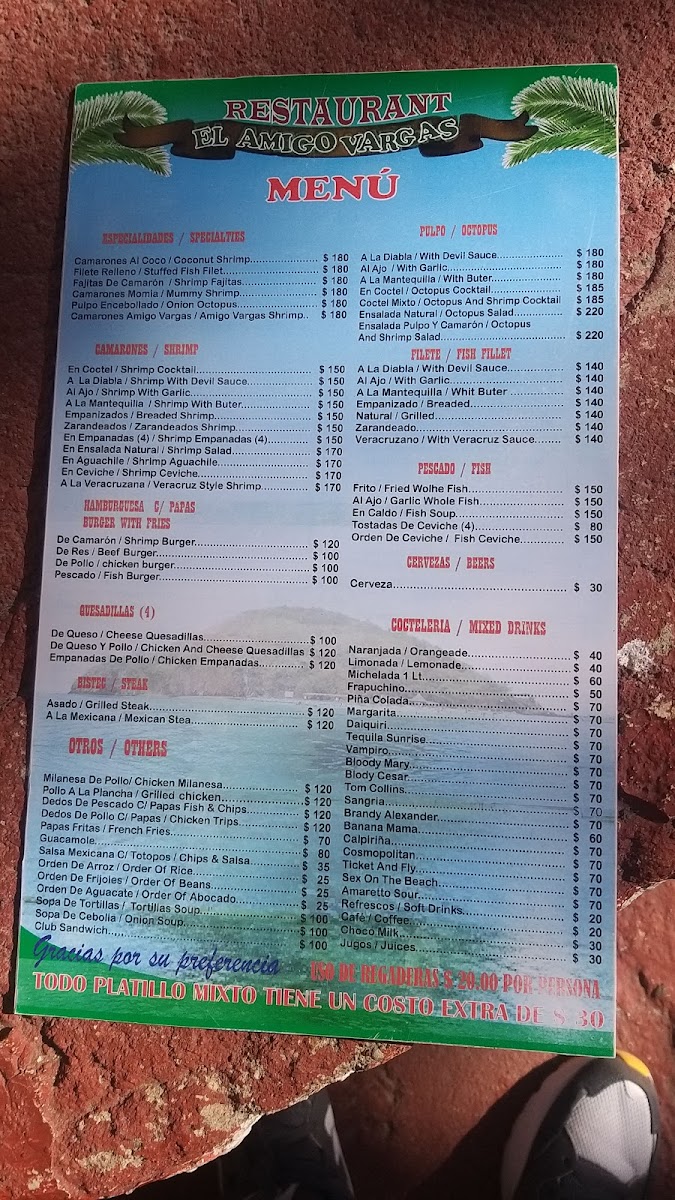 RESTAURANT
EL AMIGO VARGAS
MENÚ
ESPECIALIDADES / SPECIALTIES
Camarones Al Coco / Coconut Shrimp.................... $ 180
Filete Relleno / Stuffed Fish Filet.................... $ 180
Fajitas De Camarón / Shrimp Fajitas.................... $ 180
Camarones Momia / Mummy Shrimp.................... $ 180
Pulpo Encebollado / Onion Octopus.................... $ 180
Camarones Amigo Vargas / Amigo Vargas Shrimp.. $ 180
CAMARONES / SHRIMP
En Coctel / Shrimp Cocktail.................... $ 150
A La Diabla / Shrimp With Devil Sauce.................... $ 150
Al Ajo / Shrimp With Garlic.................... $ 150
A La Mantequilla / Shrimp With Buter.................... $ 150
Empanizados / Breaded Shrimp.................... $ 150
Zarandeados / Zarandeados Shrimp.................... $ 150
En Empanadas (4) / Shrimp Empanadas (4).................... $ 150
En Ensalada Natural / Shrimp Salad.................... $ 170
En Aguachile / Shrimp Aguachile.................... $ 170
En Ceviche / Shrimp Ceviche.................... $ 170
A La Veracruzana / Veracruz Style Shrimp.................... $ 170
HAMBURGUESA C/ PAPAS
BURGER WITH FRIES
De Camarón / Shrimp Burger.................... $ 120
De Res / Beef Burger.................... $ 100
De Pollo / chicken burger.................... $ 100
Pescado / Fish Burger.................... $ 100
QUESADILLAS (4)
De Queso / Cheese Quesadillas.................... $ 100
De Queso Y Pollo / Chicken And Cheese Quesadillas $ 120
Empanadas De Pollo / Chicken Empanadas.................... $ 120
BISTEC / STEAK
Asado / Grilled Steak.................... $ 120
A La Mexicana / Mexican Stea.................... $ 120
OTROS / OTHERS
Milanesa De Pollo/ Chicken Milanesa.................... $ 120
Pollo A La Plancha / Grilled chicken.................... $ 120
Dedos De Pescado C/ Papas Fish & Chips.................... $ 120
Dedos De Pollo C/ Papas / Chicken Trips.................... $ 120
Papas Fritas / French Fries.................... $ 70
Guacamole.................... $ 80
Salsa Mexicana C/ Totopos / Chips & Salsa.................... $ 35
Orden De Arroz / Order Of Rice.................... $ 25
Orden De Frijoles / Order Of Beans.................... $ 25
Orden De Aguacate / Order Of Abocado.................... $ 25
Sopa De Tortillas / Tortillas Soup.................... $ 100
Sopa De Cebolia / Onion Soup.................... $ 100
Club Sandwich.................... $ 100
PULPO / OCTOPUS
A La Diabla / With Devil Sauce.................... $ 180
Al Ajo / With Garlic.................... $ 180
A La Mantequilla / With Buter.................... $ 180
En Coctel / Octopus Cocktail.................... $ 185
Coctel Mixto / Octopus And Shrimp Cocktail $ 185
Ensalada Natural / Octopus Salad.................... $ 220
Ensalada Pulpo Y Camarón / Octopus
And Shrimp Salad.................... $ 220
FILETE / FISH FILLET
A La Diabla / With Devil Sauce.................... $ 140
Al Ajo / With Garlic.................... $ 140
A La Mantequilla / Whit Buter.................... $ 140
Empanizado / Breaded.................... $ 140
Natural / Grilled.................... $ 140
Zarandeado.................... $ 140
Veracruzano / With Veracruz Sauce........ $ 140
PESCADO / FISH
Frito / Fried Wolhe Fish.................... $ 150
Al Ajo / Garlic Whole Fish.................... $ 150
En Caldo / Fish Soup.................... $ 150
Tostadas De Ceviche (4).................... $ 80
Orden De Ceviche / Fish Ceviche............ $ 150
CERVEZAS / BEERS
Cerveza.................... $ 30
COCTELERIA / MIXED DRINKS
Naranjada / Orangeade.................... $ 40
Limonada / Lemonade.................... $ 40
Michelada 1 Lt.................... $ 60
Frapuchino.................... $ 50
Piña Colada.................... $ 70
Margarita.................... $ 70
Daiquiri.................... $ 70
Tequila Sunrise.................... $ 70
Vampiro.................... $ 70
Bloody Mary.................... $ 70
Blody Cesar.................... $ 70
Tom Collins.................... $ 70
Sangria.................... $ 70
Brandy Alexander.................... $ 70
Banana Mama.................... $ 60
Calpiriña.................... $ 70
Cosmopolitan.................... $ 70
Ticket And Fly.................... $ 70
Sex On The Beach.................... $ 70
Amaretto Sour.................... $ 70
Refrescos / Soft Drinks.................... $ 20
Café / Coffee.................... $ 20
Choco Milk.................... $ 30
Jugos / Juices.................... $ 30
Gracias por su preferencia
USO DE REGADERAS $ 20.00 POR PERSONA
TODO PLATILLO MIXTO TIENE UN COSTO EXTRA DE $ 30